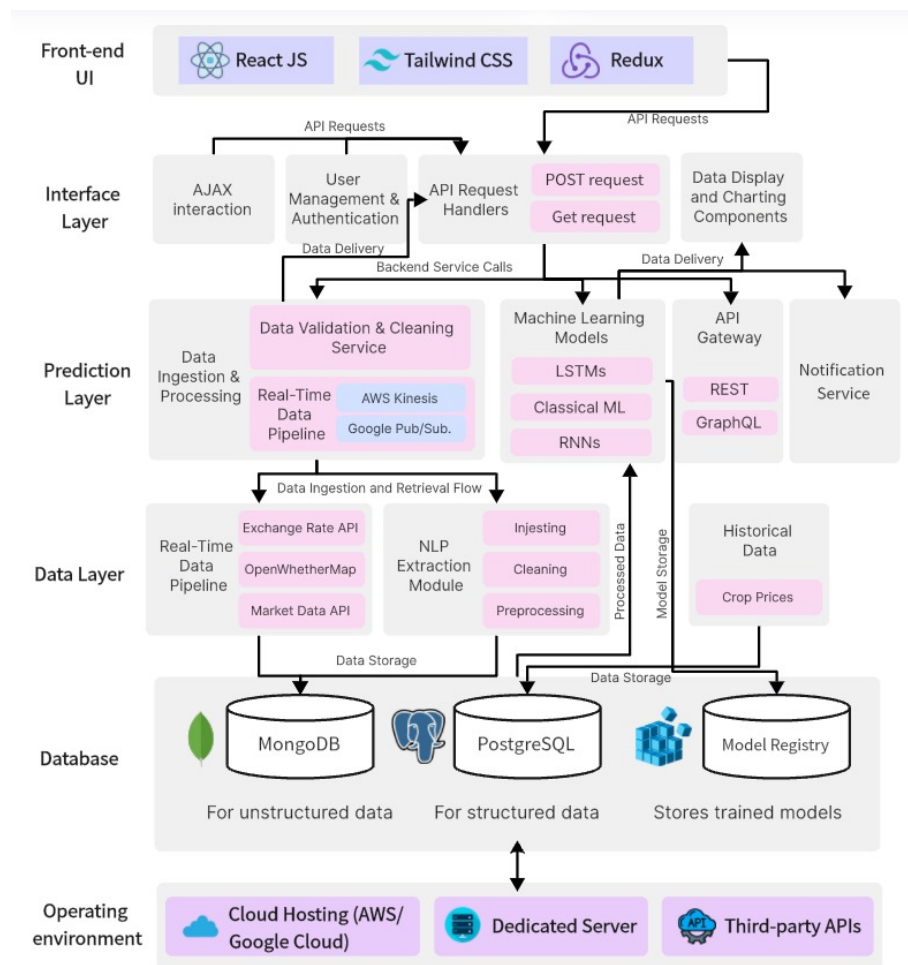 Front-end
UI
React JS
Tailwind CSS
Redux
API Requests
API Requests
Interface
Layer
AJAX
interaction
User
Management &
Authentication
API Request
Handlers
POST request
Get request
Data Display
and Charting
Components
Data Delivery
Backend Service Calls
Data Delivery
Prediction
Layer
Data
Ingestion &
Processing
Data Validation & Cleaning
Service
Real-Time
Data
Pipeline
AWS Kinesis
Google Pub/Sub.
Machine Learning
Models
LSTMs
Classical ML
RNNs
API
Gateway
REST
GraphQL
Notification
Service
Data Ingestion and Retrieval Flow
Data Layer
Real-Time
Data
Pipeline
Exchange Rate API
OpenWhetherMap
Market Data API
NLP
Extraction
Module
Injesting
Cleaning
Preprocessing
Processed Data
Model Storage
Historical
Data
Crop Prices
Data Storage
Data Storage
Database
MongoDB
PostgreSQL
Model Registry
For unstructured data
For structured data
Stores trained models
Operating
environment
Cloud Hosting (AWS/
Google Cloud)
Dedicated Server
API
Third-party APIs